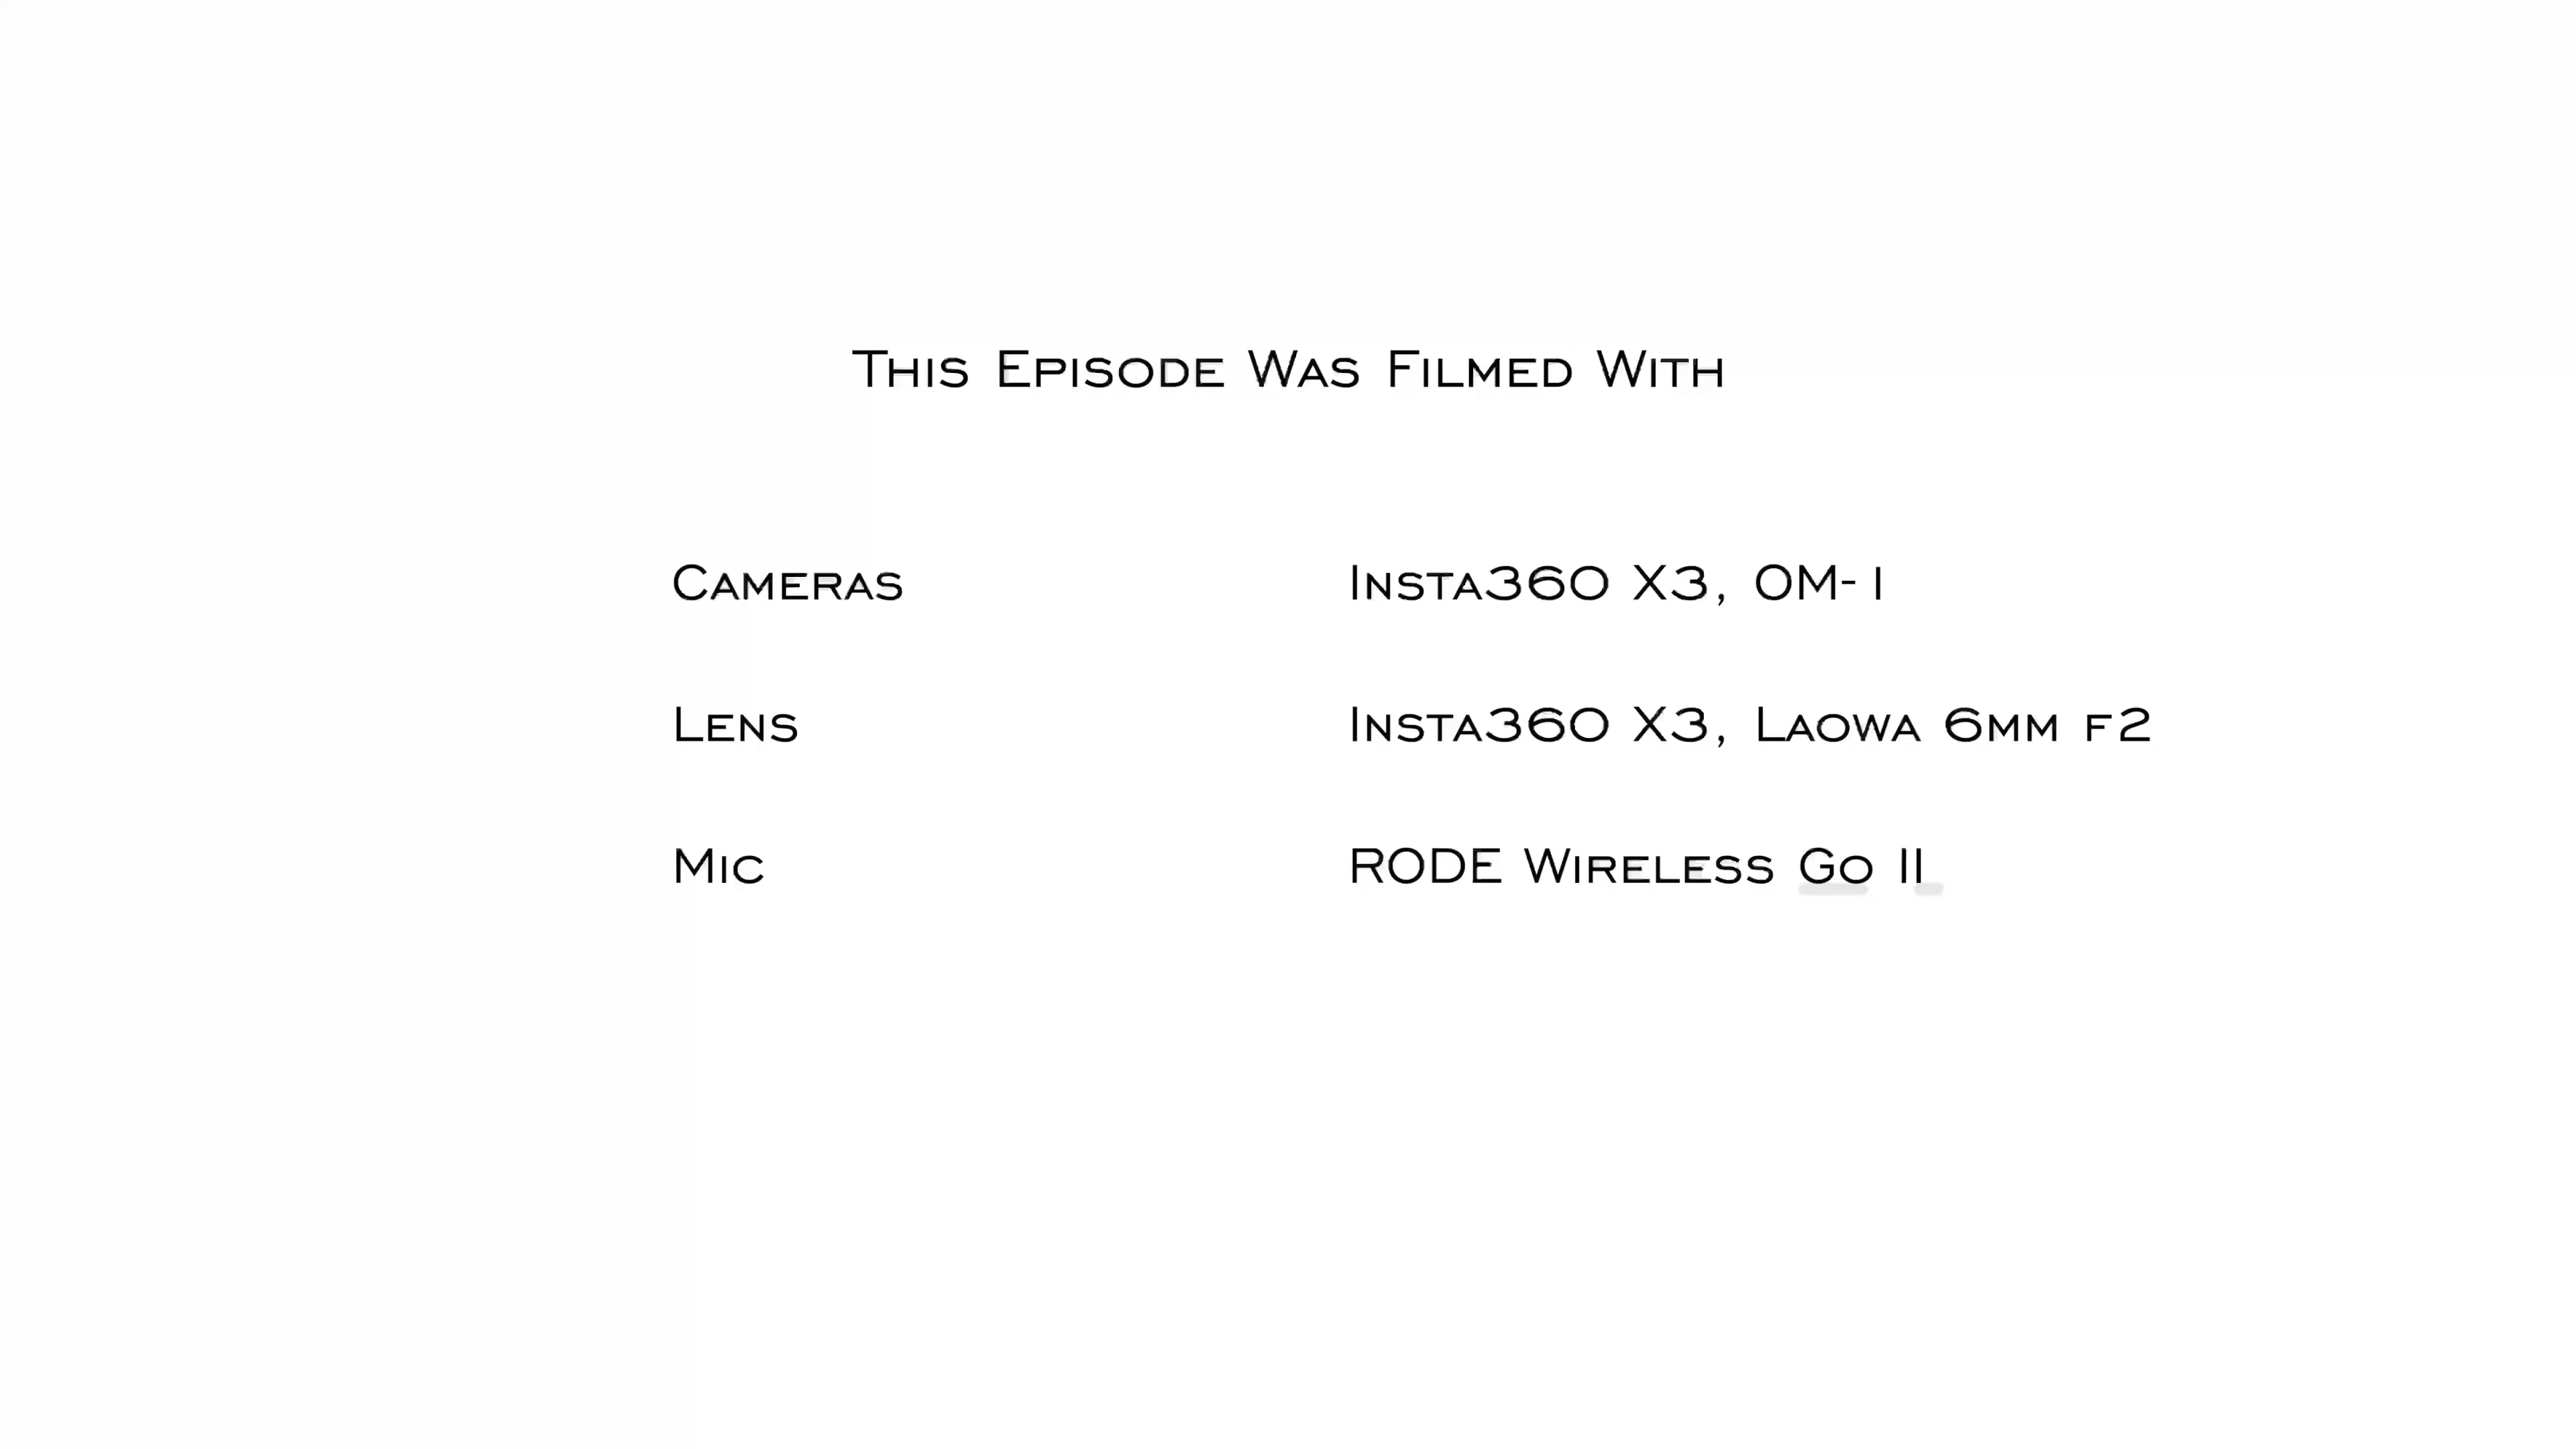 This Episode Was Filmed With
Cameras Insta360 X3, OM-1
Lens Insta360 X3, Laowa 6mm f2
Mic RODE Wireless Go II